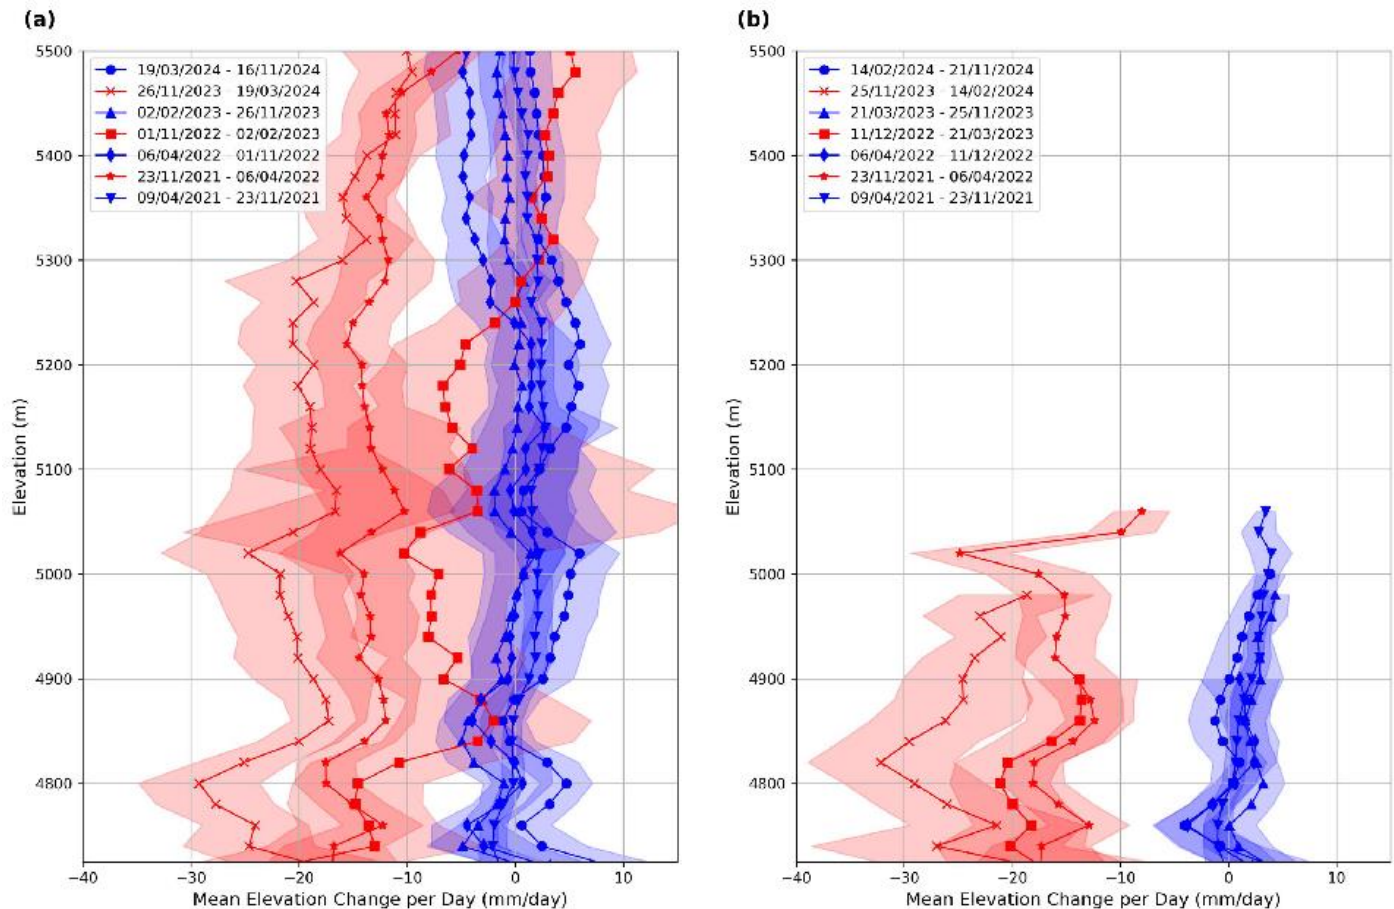 (a)
5500
5400
5300
5200
5100
5000
4900
4800
Elevation (m)
19/03/2024 - 16/11/2024
26/11/2023 - 19/03/2024
02/02/2023 - 26/11/2023
01/11/2022 - 02/02/2023
06/04/2022 - 01/11/2022
23/11/2021 - 06/04/2022
09/04/2021 - 23/11/2021
−40 −30 −20 −10 0 10
Mean Elevation Change per Day (mm/day)
(b)
5500
5400
5300
5200
5100
5000
4900
4800
Elevation (m)
14/02/2024 - 21/11/2024
25/11/2023 - 14/02/2024
21/03/2023 - 25/11/2023
11/12/2022 - 21/03/2023
06/04/2022 - 11/12/2022
23/11/2021 - 06/04/2022
09/04/2021 - 23/11/2021
−40 −30 −20 −10 0 10
Mean Elevation Change per Day (mm/day)